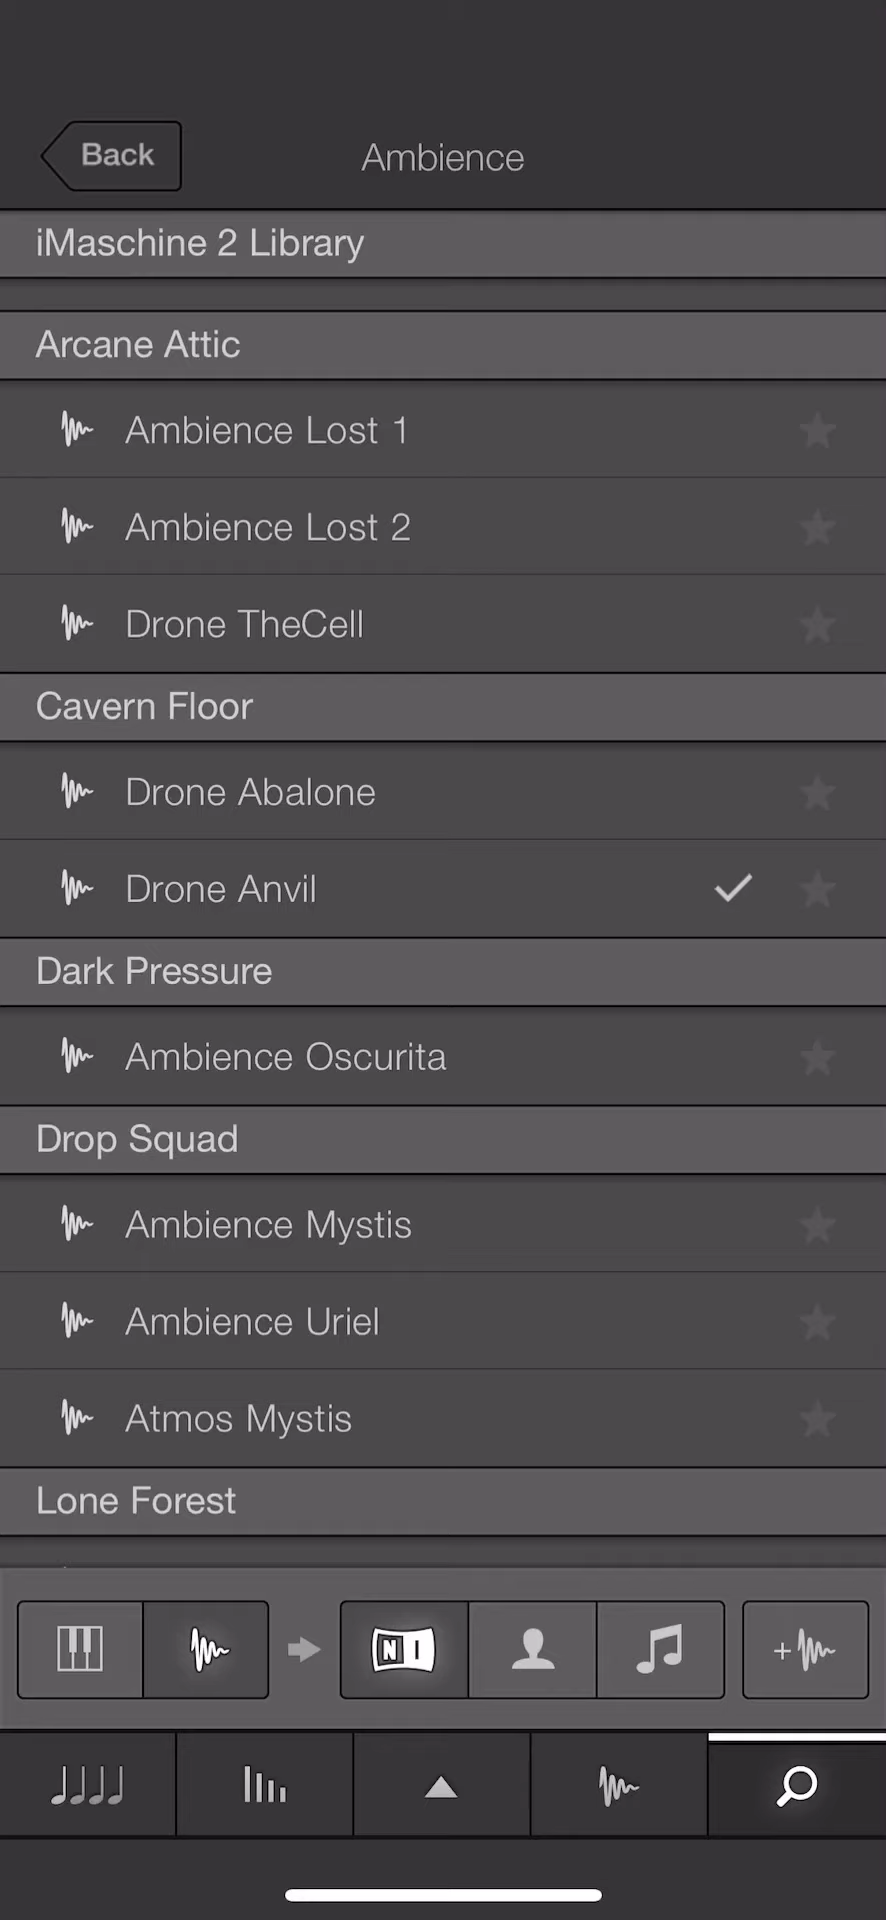 Back
Ambience
iMaschine 2 Library
Arcane Attic
Ambience Lost 1
Ambience Lost 2
Drone TheCell
Cavern Floor
Drone Abalone
Drone Anvil
Dark Pressure
Ambience Oscurita
Drop Squad
Ambience Mystis
Ambience Uriel
Atmos Mystis
Lone Forest
NI